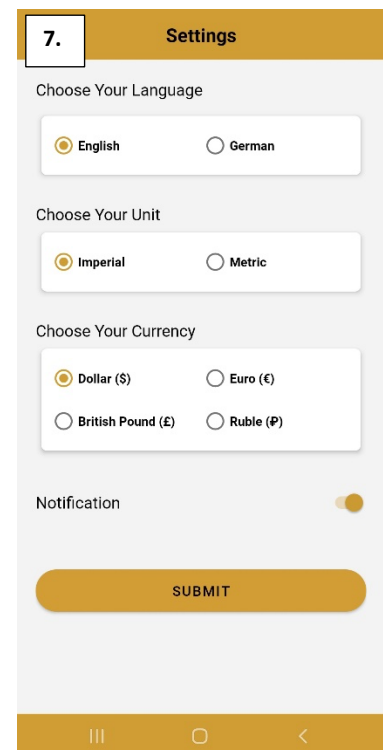 7.
Settings
Choose Your Language
English German
Choose Your Unit
Imperial Metric
Choose Your Currency
Dollar ($) Euro (€)
British Pound (£) Ruble (₽)
Notification
SUBMIT